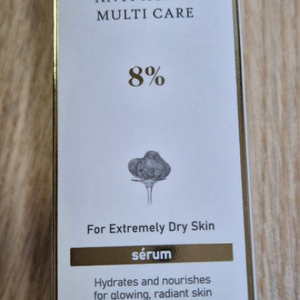 MULTI CARE
8%
For Extremely Dry Skin
sérum
Hydrates and nourishes
for glowing, radiant skin